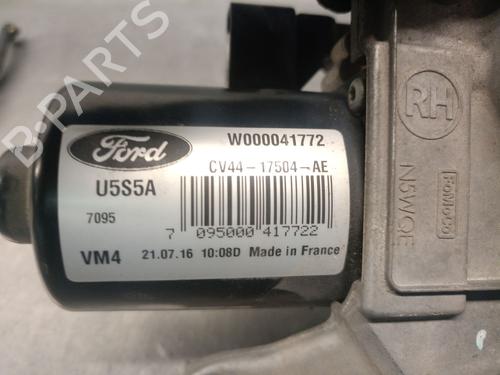 Ford
W000041772
CV44-17504-AE
U5S5A
7095
7 095000 417722
VM4 21.07.16 10:08D Made in France
RH
FoMoCo
N5WQE
B-PARTS